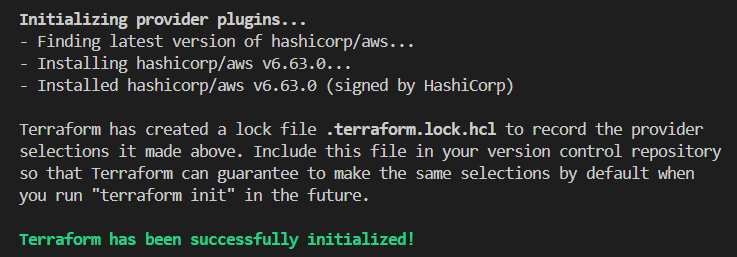 Initializing provider plugins...
- Finding latest version of hashicorp/aws...
- Installing hashicorp/aws v6.63.0...
- Installed hashicorp/aws v6.63.0 (signed by HashiCorp)
Terraform has created a lock file .terraform.lock.hcl to record the provider
selections it made above. Include this file in your version control repository
so that Terraform can guarantee to make the same selections by default when
you run "terraform init" in the future.
Terraform has been successfully initialized!